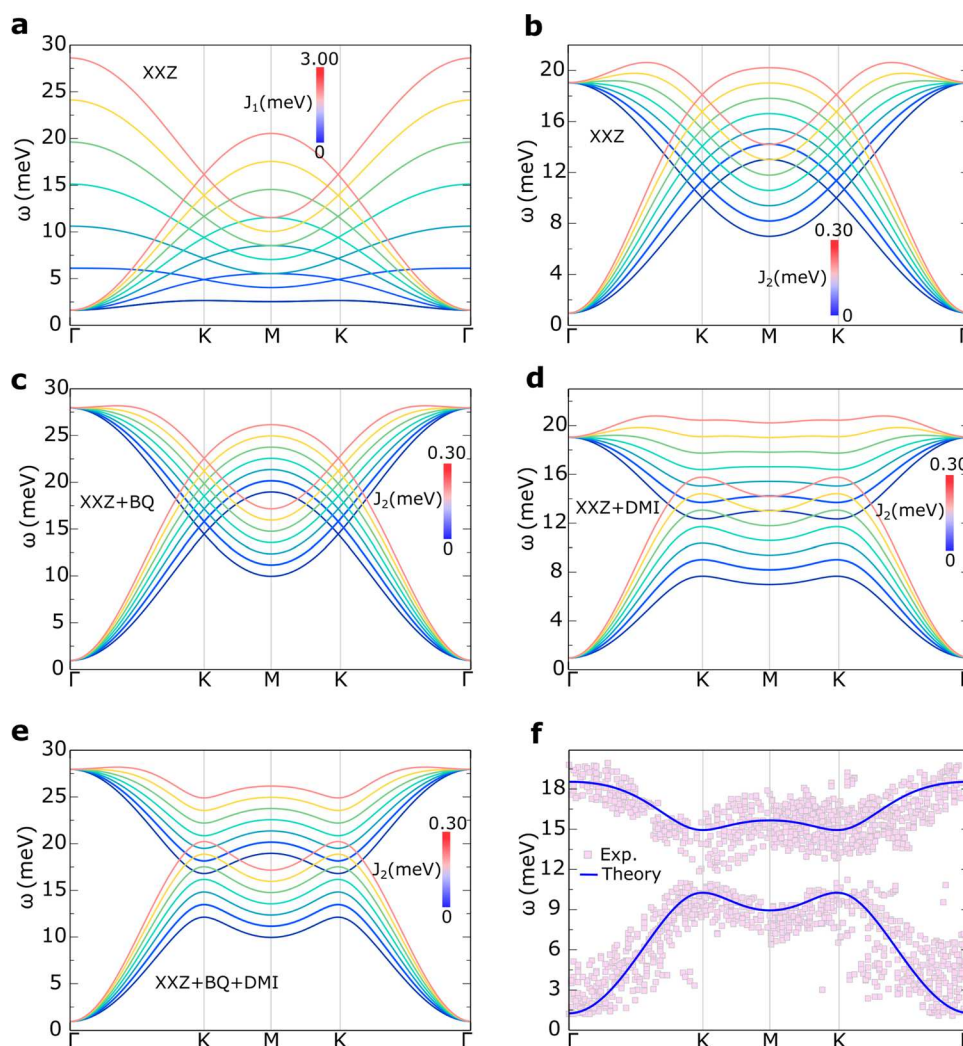 a
30
25
20
15
10
5
0
ω (meV)
XXZ
3.00
J₁(meV)
0
Γ K M K Γ
b
20
16
12
8
4
0
ω (meV)
XXZ
0.30
J₂(meV)
0
Γ K M K
c
30
25
20
15
10
5
0
ω (meV)
XXZ+BQ
0.30
J₂(meV)
0
Γ K M K Γ
d
20
16
12
8
4
0
ω (meV)
XXZ+DMI
0.30
J₂(meV)
0
Γ K M K
e
30
25
20
15
10
5
0
ω (meV)
0.30
J₂(meV)
0
XXZ+BQ+DMI
Γ K M K Γ
f
18
15
12
9
6
3
0
ω (meV)
Exp.
Theory
Γ K M K